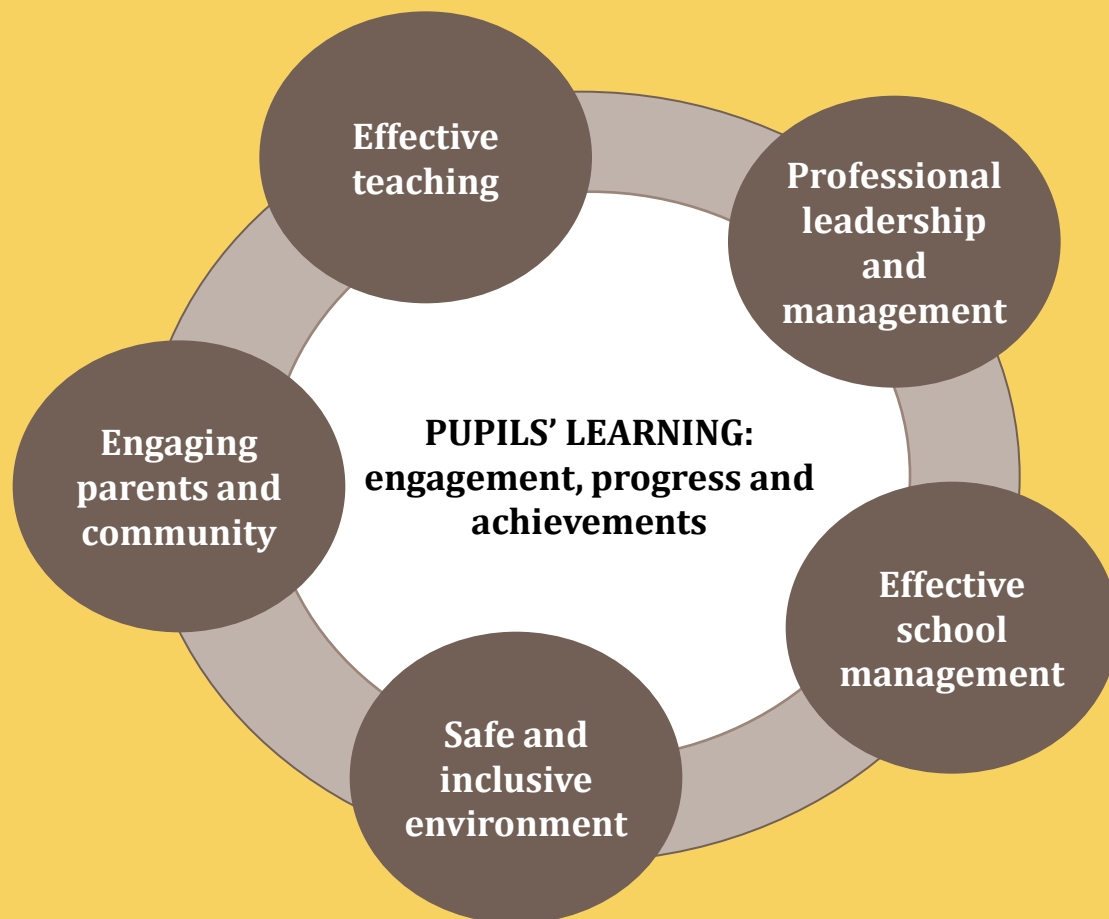 Effective
teaching
Professional
leadership
and
management
Engaging
parents and
community
PUPILS’ LEARNING:
engagement, progress and
achievements
Effective
school
management
Safe and
inclusive
environment